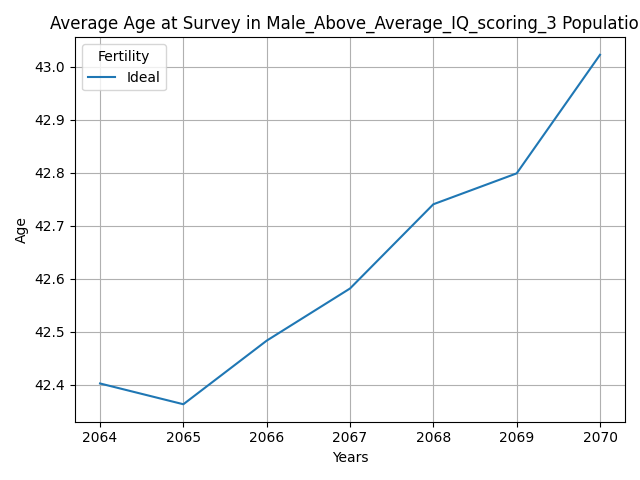 Average Age at Survey in Male_Above_Average_IQ_scoring_3 Populatio
Fertility
Ideal
43.0
42.9
42.8
42.7
42.6
42.5
42.4
Age
2064 2065 2066 2067 2068 2069 2070
Years